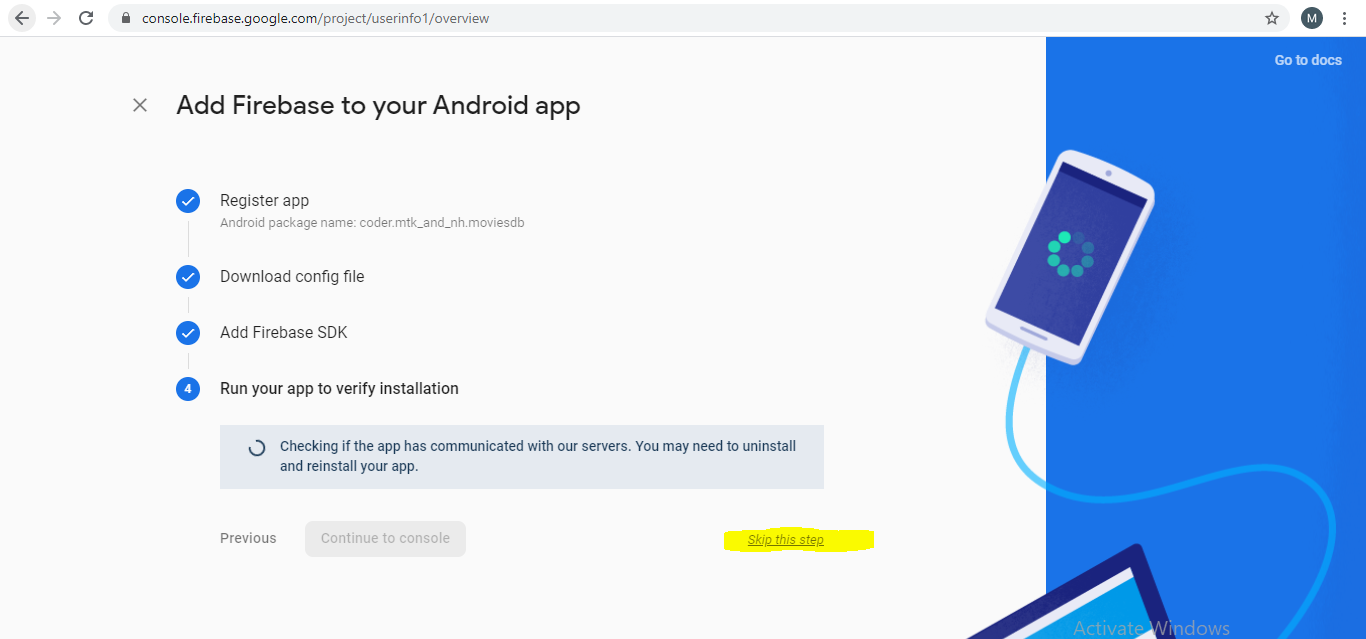 console.firebase.google.com/project/userinfo1/overview
M
Go to docs
Add Firebase to your Android app
Register app
Android package name: coder.mtk_and_nh.moviesdb
Download config file
Add Firebase SDK
4
Run your app to verify installation
Checking if the app has communicated with our servers. You may need to uninstall
and reinstall your app.
Previous
Continue to console
Skip this step
Activate Windows